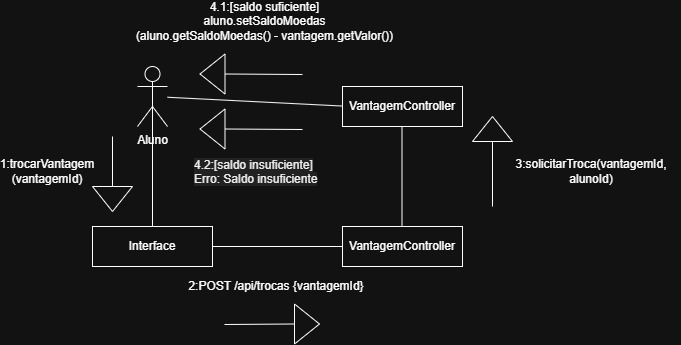 4.1:[saldo suficiente]
aluno.setSaldoMoedas
(aluno.getSaldoMoedas() - vantagem.getValor())
VantagemController
Aluno
1:trocarVantagem
(vantagemId)
4.2:[saldo insuficiente]
Erro: Saldo insuficiente
3:solicitarTroca(vantagemId,
alunoId)
Interface
VantagemController
2:POST /api/trocas {vantagemId}